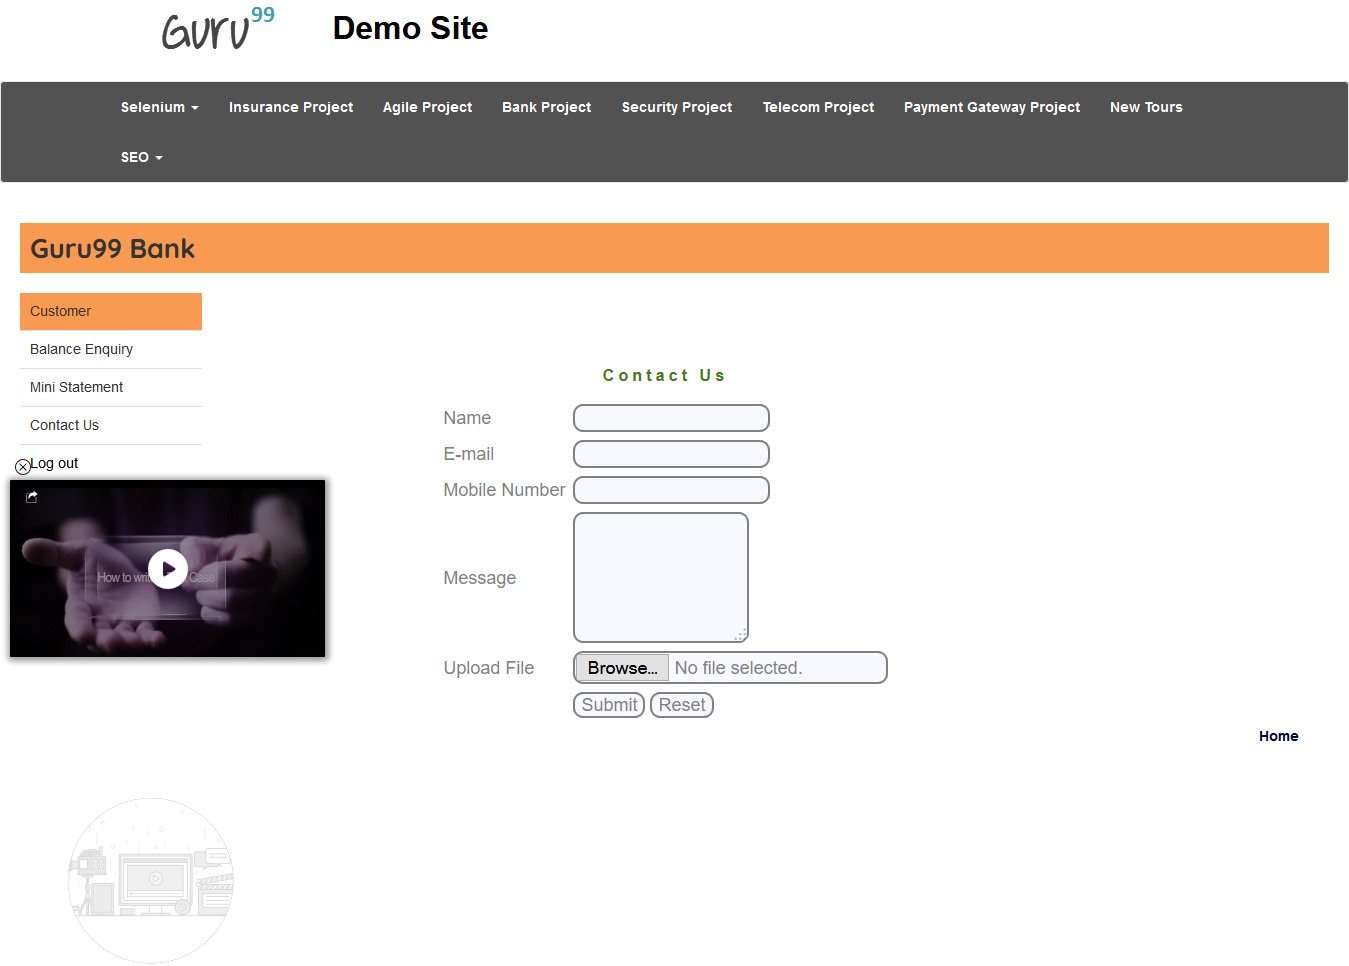 Guru99 Demo Site
Selenium Insurance Project Agile Project Bank Project Security Project Telecom Project Payment Gateway Project New Tours
SEO
Guru99 Bank
Customer
Balance Enquiry
Mini Statement
Contact Us
Log out
How to wri Case
Contact Us
Name
E-mail
Mobile Number
Message
Upload File Browse... No file selected.
Submit Reset
Home